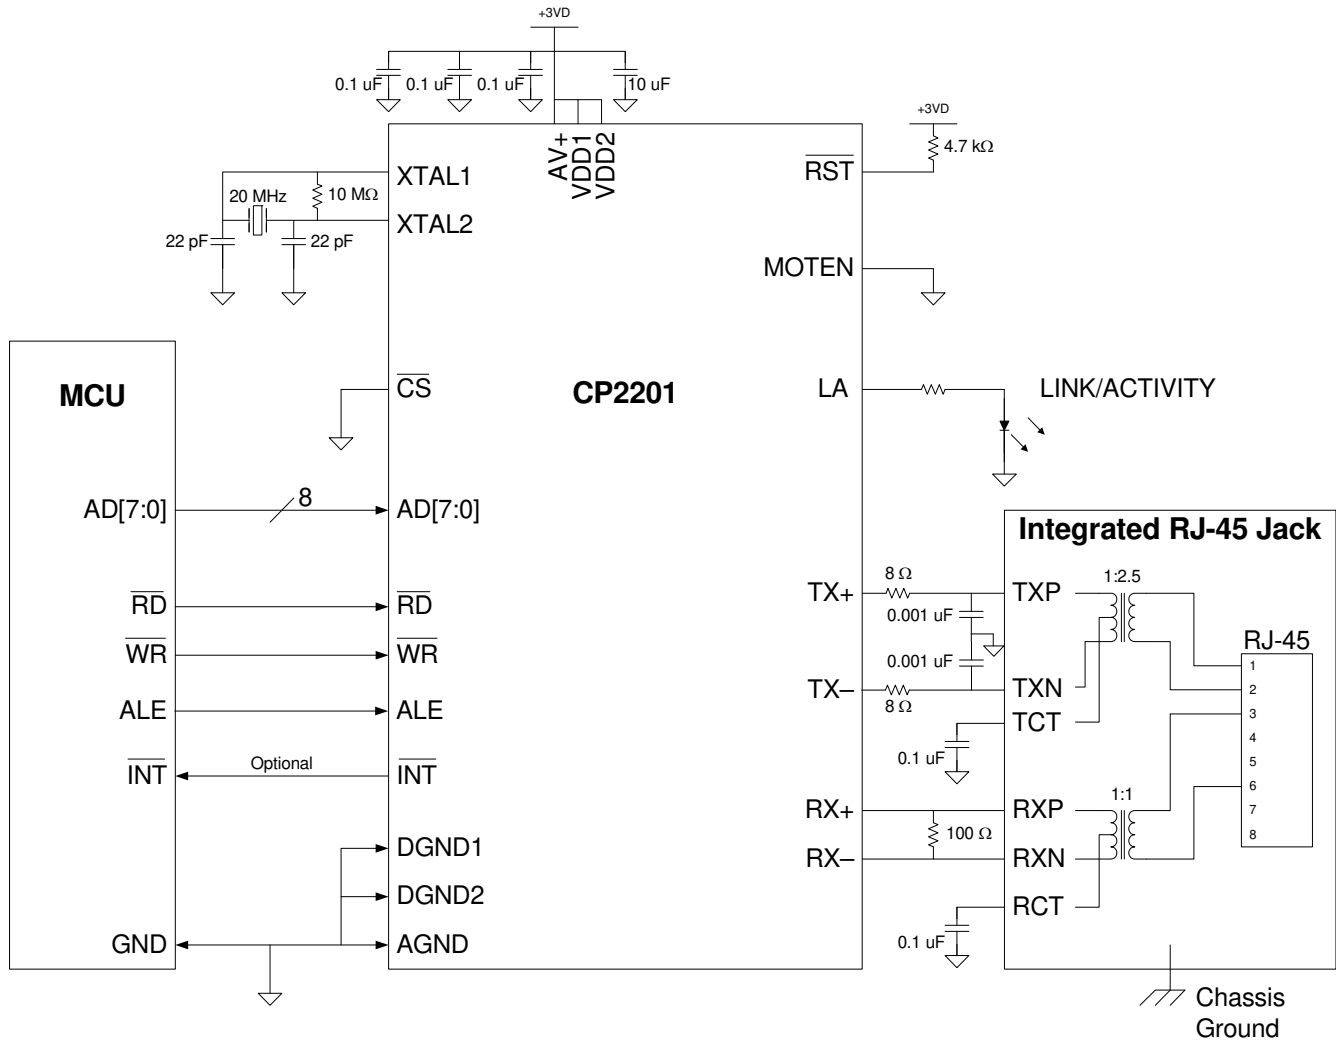 +3VD
0.1 uF
0.1 uF
0.1 uF
10 uF
+3VD
4.7 kΩ
AV+
VDD1
VDD2
RST
XTAL1
20 MHz
10 MΩ
XTAL2
22 pF
22 pF
MOTEN
MCU
CS
CP2201
LA
LINK/ACTIVITY
AD[7:0]
8
AD[7:0]
Integrated RJ-45 Jack
RD
RD
TX+
8 Ω
TXP
1:2.5
0.001 uF
WR
WR
0.001 uF
RJ-45
1
2
3
4
5
6
7
8
TX–
8 Ω
TXN
ALE
ALE
TCT
0.1 uF
INT
Optional
INT
RX+
RXP
1:1
100 Ω
DGND1
RX–
RXN
DGND2
RCT
GND
AGND
0.1 uF
Chassis
Ground